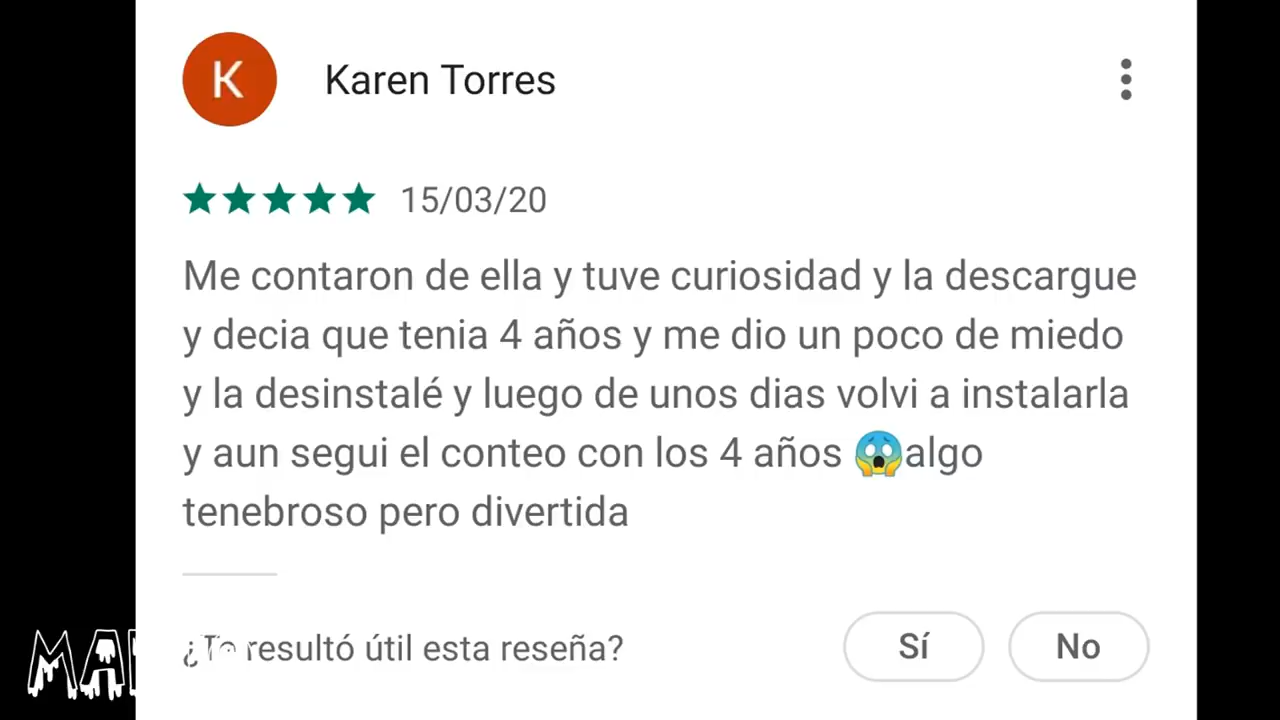 K
Karen Torres
15/03/20
Me contaron de ella y tuve curiosidad y la descargue
y decia que tenia 4 años y me dio un poco de miedo
y la desinstalé y luego de unos dias volvi a instalarla
y aun segui el conteo con los 4 años 😱algo
tenebroso pero divertida
¿Te resultó útil esta reseña?
Sí
No